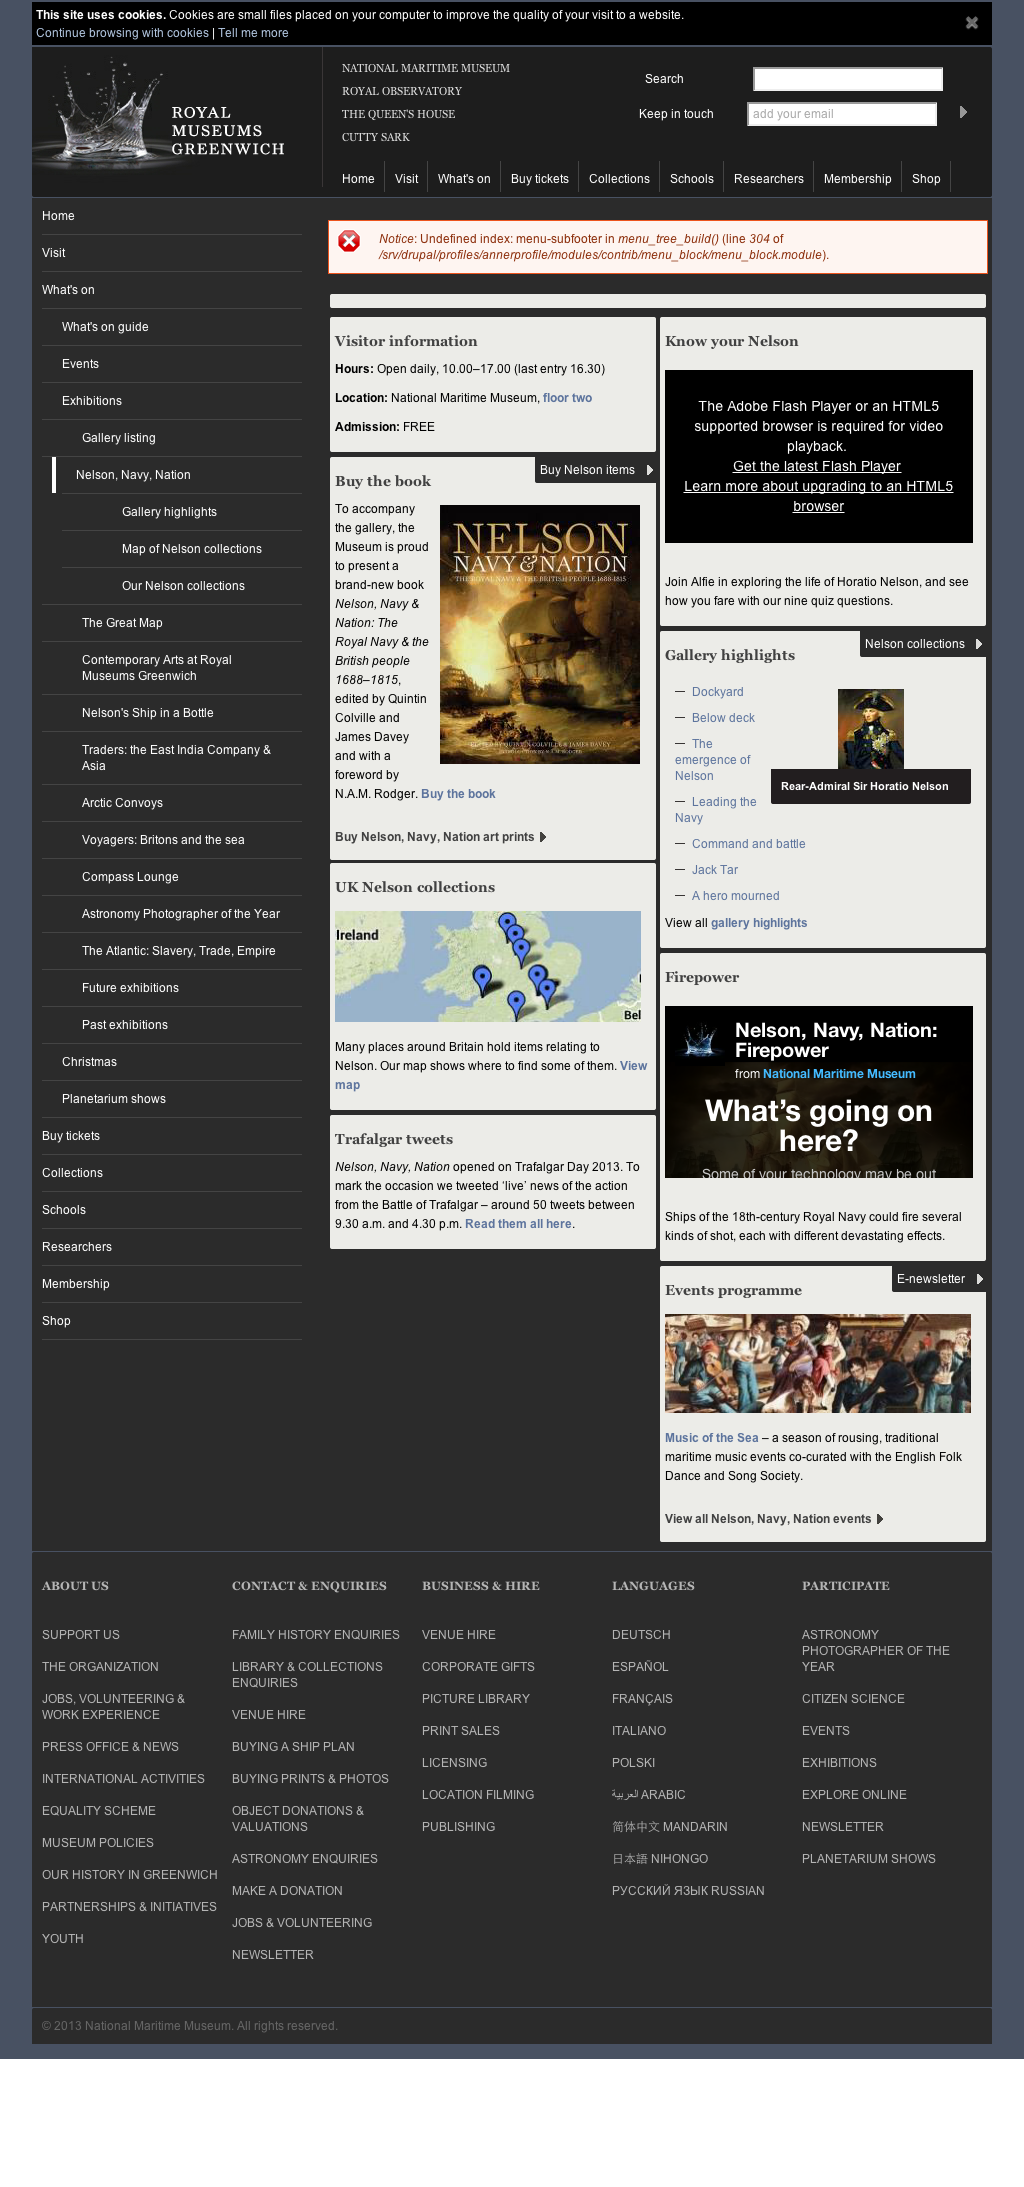 This site uses cookies. Cookies are small files placed on your computer to improve the quality of your visit to a website.
Continue browsing with cookies | Tell me more
ROYAL
MUSEUMS
GREENWICH
NATIONAL MARITIME MUSEUM
ROYAL OBSERVATORY
THE QUEEN'S HOUSE
CUTTY SARK
Search
Keep in touch
add your email
Home
Visit
What's on
Buy tickets
Collections
Schools
Researchers
Membership
Shop
Home
Visit
What's on
What's on guide
Events
Exhibitions
Gallery listing
Nelson, Navy, Nation
Gallery highlights
Map of Nelson collections
Our Nelson collections
The Great Map
Contemporary Arts at Royal
Museums Greenwich
Nelson's Ship in a Bottle
Traders: the East India Company &
Asia
Arctic Convoys
Voyagers: Britons and the sea
Compass Lounge
Astronomy Photographer of the Year
The Atlantic: Slavery, Trade, Empire
Future exhibitions
Past exhibitions
Christmas
Planetarium shows
Buy tickets
Collections
Schools
Researchers
Membership
Shop
Notice: Undefined index: menu-subfooter in menu_tree_build() (line 304 of
/srv/drupal/profiles/annerprofile/modules/contrib/menu_block/menu_block.module).
Visitor information
Hours: Open daily, 10.00–17.00 (last entry 16.30)
Location: National Maritime Museum, floor two
Admission: FREE
Buy Nelson items
Buy the book
To accompany
the gallery, the
Museum is proud
to present a
brand-new book
Nelson, Navy &
Nation: The
Royal Navy & the
British people
1688–1815,
edited by Quintin
Colville and
James Davey
and with a
foreword by
N.A.M. Rodger. Buy the book
NELSON
NAVY & NATION
THE ROYAL NAVY & THE BRITISH PEOPLE 1688-1815
EDITED BY QUINTIN COLVILLE & JAMES DAVEY
INTRODUCTION BY N.A.M. RODGER
Buy Nelson, Navy, Nation art prints
UK Nelson collections
Ireland
Bel
Many places around Britain hold items relating to
Nelson. Our map shows where to find some of them. View
map
Trafalgar tweets
Nelson, Navy, Nation opened on Trafalgar Day 2013. To
mark the occasion we tweeted ‘live’ news of the action
from the Battle of Trafalgar – around 50 tweets between
9.30 a.m. and 4.30 p.m. Read them all here.
Know your Nelson
The Adobe Flash Player or an HTML5
supported browser is required for video
playback.
Get the latest Flash Player
Learn more about upgrading to an HTML5
browser
Join Alfie in exploring the life of Horatio Nelson, and see
how you fare with our nine quiz questions.
Nelson collections
Gallery highlights
— Dockyard
— Below deck
— The
emergence of
Nelson
— Leading the
Navy
— Command and battle
— Jack Tar
— A hero mourned
Rear-Admiral Sir Horatio Nelson
View all gallery highlights
Firepower
Nelson, Navy, Nation:
Firepower
from National Maritime Museum
What’s going on
here?
Some of your technology may be out
Ships of the 18th-century Royal Navy could fire several
kinds of shot, each with different devastating effects.
E-newsletter
Events programme
Music of the Sea – a season of rousing, traditional
maritime music events co-curated with the English Folk
Dance and Song Society.
View all Nelson, Navy, Nation events
ABOUT US
SUPPORT US
THE ORGANIZATION
JOBS, VOLUNTEERING &
WORK EXPERIENCE
PRESS OFFICE & NEWS
INTERNATIONAL ACTIVITIES
EQUALITY SCHEME
MUSEUM POLICIES
OUR HISTORY IN GREENWICH
PARTNERSHIPS & INITIATIVES
YOUTH
CONTACT & ENQUIRIES
FAMILY HISTORY ENQUIRIES
LIBRARY & COLLECTIONS
ENQUIRIES
VENUE HIRE
BUYING A SHIP PLAN
BUYING PRINTS & PHOTOS
OBJECT DONATIONS &
VALUATIONS
ASTRONOMY ENQUIRIES
MAKE A DONATION
JOBS & VOLUNTEERING
NEWSLETTER
BUSINESS & HIRE
VENUE HIRE
CORPORATE GIFTS
PICTURE LIBRARY
PRINT SALES
LICENSING
LOCATION FILMING
PUBLISHING
LANGUAGES
DEUTSCH
ESPAÑOL
FRANÇAIS
ITALIANO
POLSKI
العربية ARABIC
简体中文 MANDARIN
日本語 NIHONGO
РУССКИЙ ЯЗЫК RUSSIAN
PARTICIPATE
ASTRONOMY
PHOTOGRAPHER OF THE
YEAR
CITIZEN SCIENCE
EVENTS
EXHIBITIONS
EXPLORE ONLINE
NEWSLETTER
PLANETARIUM SHOWS
© 2013 National Maritime Museum. All rights reserved.